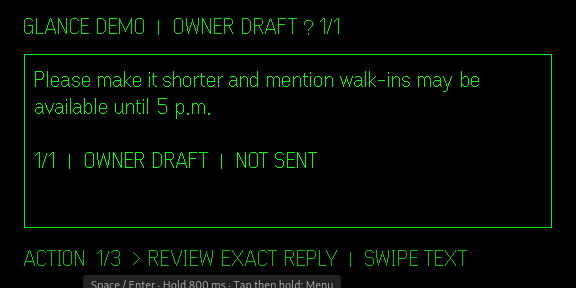 GLANCE DEMO | OWNER DRAFT ? 1/1
Please make it shorter and mention walk-ins may be
available until 5 p.m.
1/1 | OWNER DRAFT | NOT SENT
ACTION 1/3 > REVIEW EXACT REPLY | SWIPE TEXT
Space / Enter · Hold 800 ms · Tap then hold: Menu